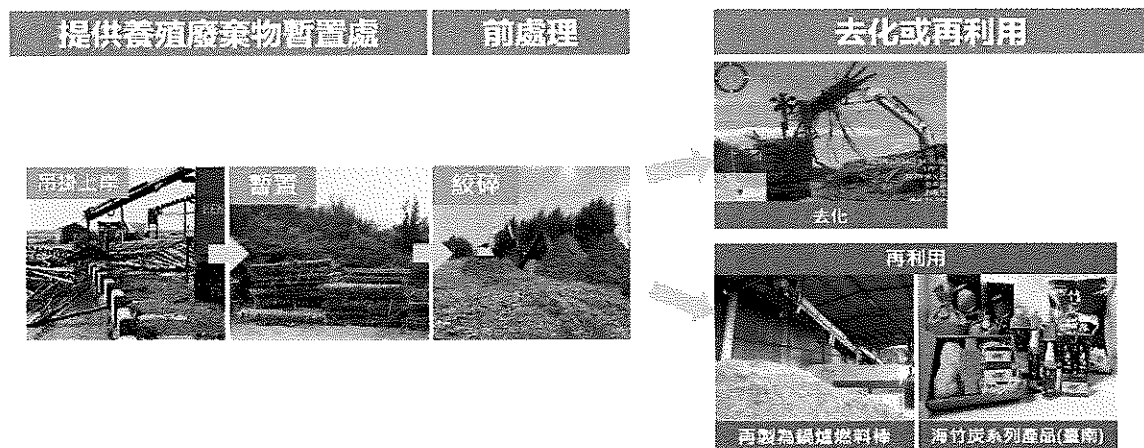 提供養殖廢棄物暫置處
前處理
去化或再利用
吊掛上岸
暫置
絞碎
去化
再利用
再製為鍋爐燃料棒
海竹炭系列產品(臺南)